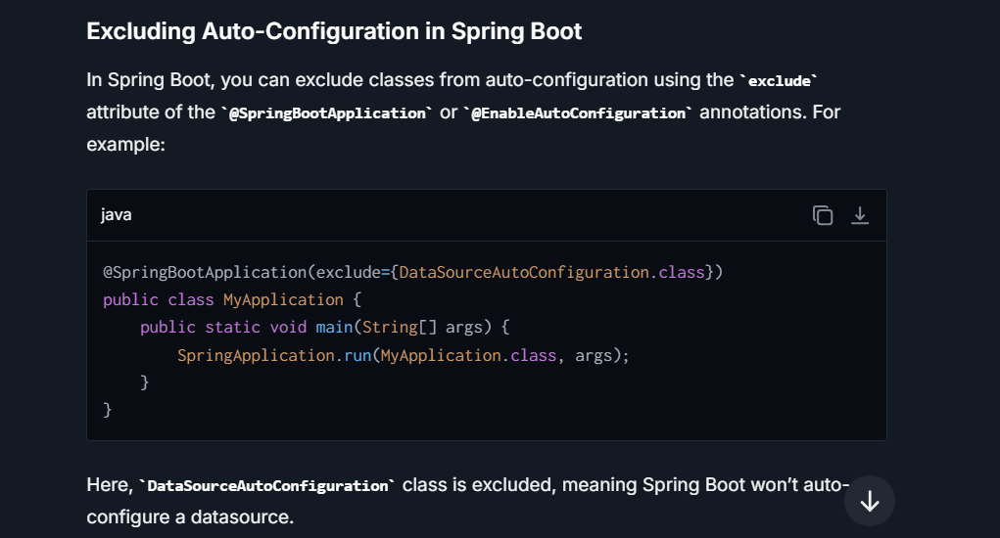 Excluding Auto-Configuration in Spring Boot
In Spring Boot, you can exclude classes from auto-configuration using the `exclude`
attribute of the `@SpringBootApplication` or `@EnableAutoConfiguration` annotations. For
example:
java
@SpringBootApplication(exclude={DataSourceAutoConfiguration.class})
public class MyApplication {
    public static void main(String[] args) {
        SpringApplication.run(MyApplication.class, args);
    }
}
Here, `DataSourceAutoConfiguration` class is excluded, meaning Spring Boot won’t auto-
configure a datasource.